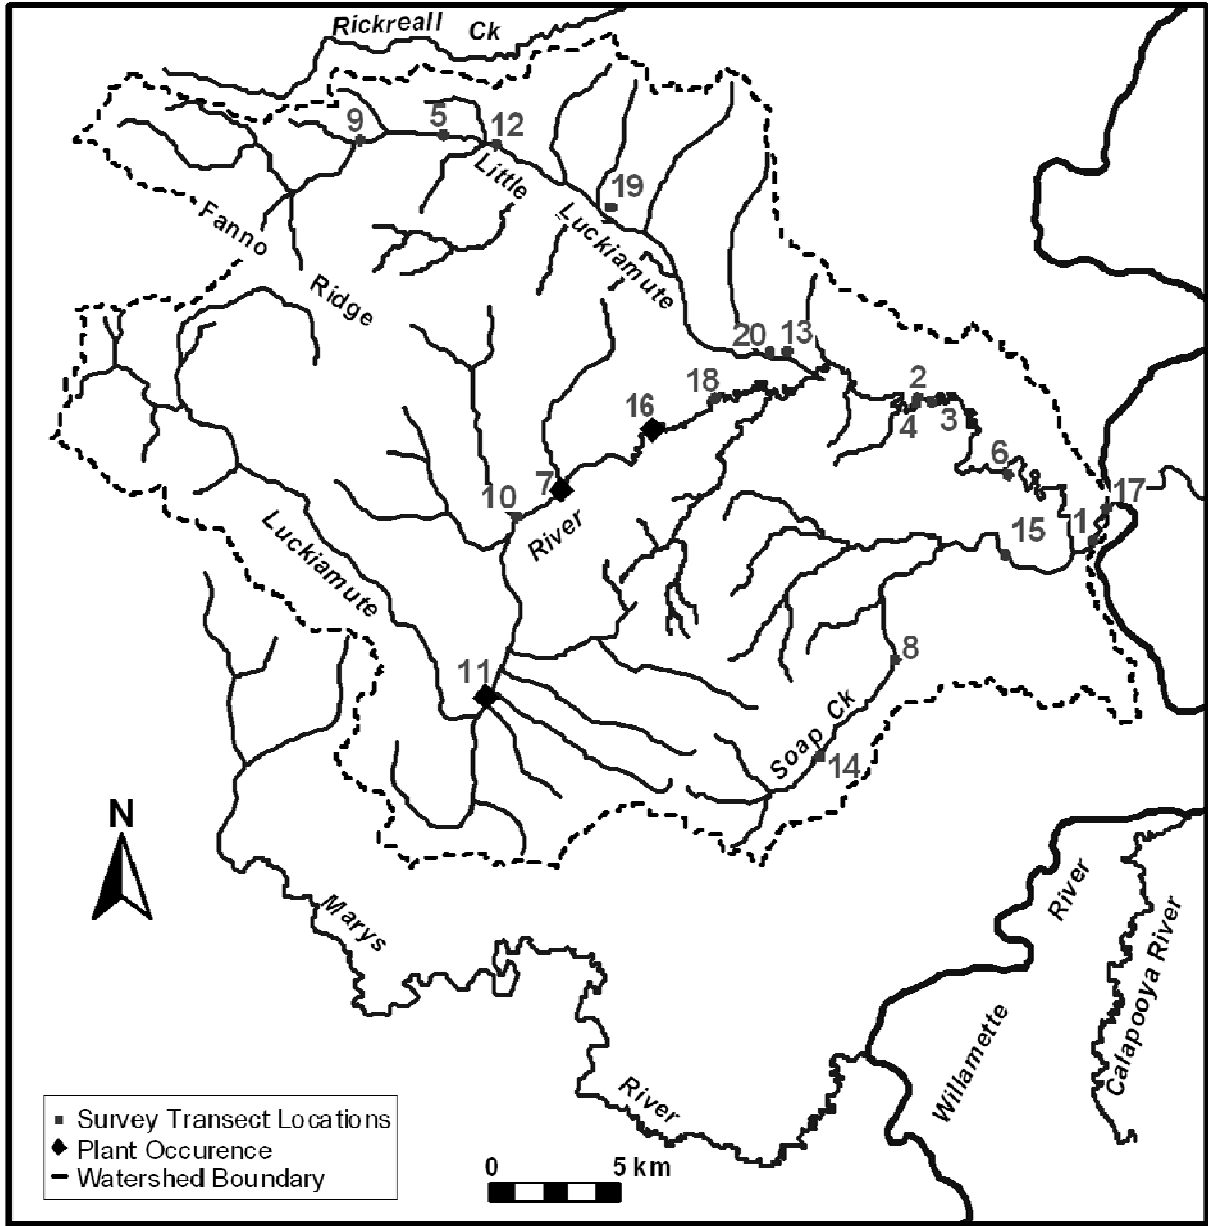 Rickreall Ck
9
5
12
Little
19
Fanno
Luckiamute
Ridge
20
13
18
2
16
4
3
6
7
10
17
Luckiamute
River
15
1
8
11
Soap Ck
14
N
Marys
River
Calapooya River
Willamette
River
Survey Transect Locations
Plant Occurence
Watershed Boundary
0
5 km